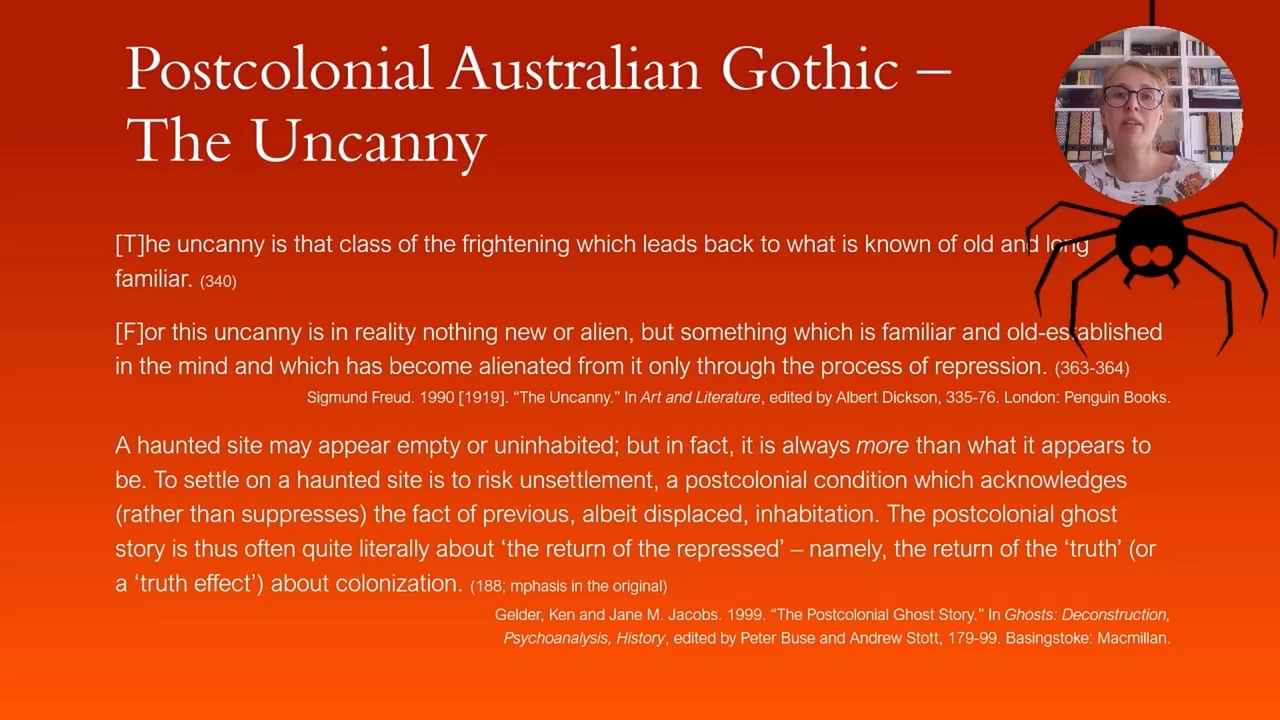 Postcolonial Australian Gothic –
The Uncanny
[T]he uncanny is that class of the frightening which leads back to what is known of old and long
familiar. (340)
[F]or this uncanny is in reality nothing new or alien, but something which is familiar and old-established
in the mind and which has become alienated from it only through the process of repression. (363-364)
Sigmund Freud. 1990 [1919]. “The Uncanny.” In Art and Literature, edited by Albert Dickson, 335-76. London: Penguin Books.
A haunted site may appear empty or uninhabited; but in fact, it is always more than what it appears to
be. To settle on a haunted site is to risk unsettlement, a postcolonial condition which acknowledges
(rather than suppresses) the fact of previous, albeit displaced, inhabitation. The postcolonial ghost
story is thus often quite literally about ‘the return of the repressed’ – namely, the return of the ‘truth’ (or
a ‘truth effect’) about colonization. (188; mphasis in the original)
Gelder, Ken and Jane M. Jacobs. 1999. “The Postcolonial Ghost Story.” In Ghosts: Deconstruction,
Psychoanalysis, History, edited by Peter Buse and Andrew Stott, 179-99. Basingstoke: Macmillan.